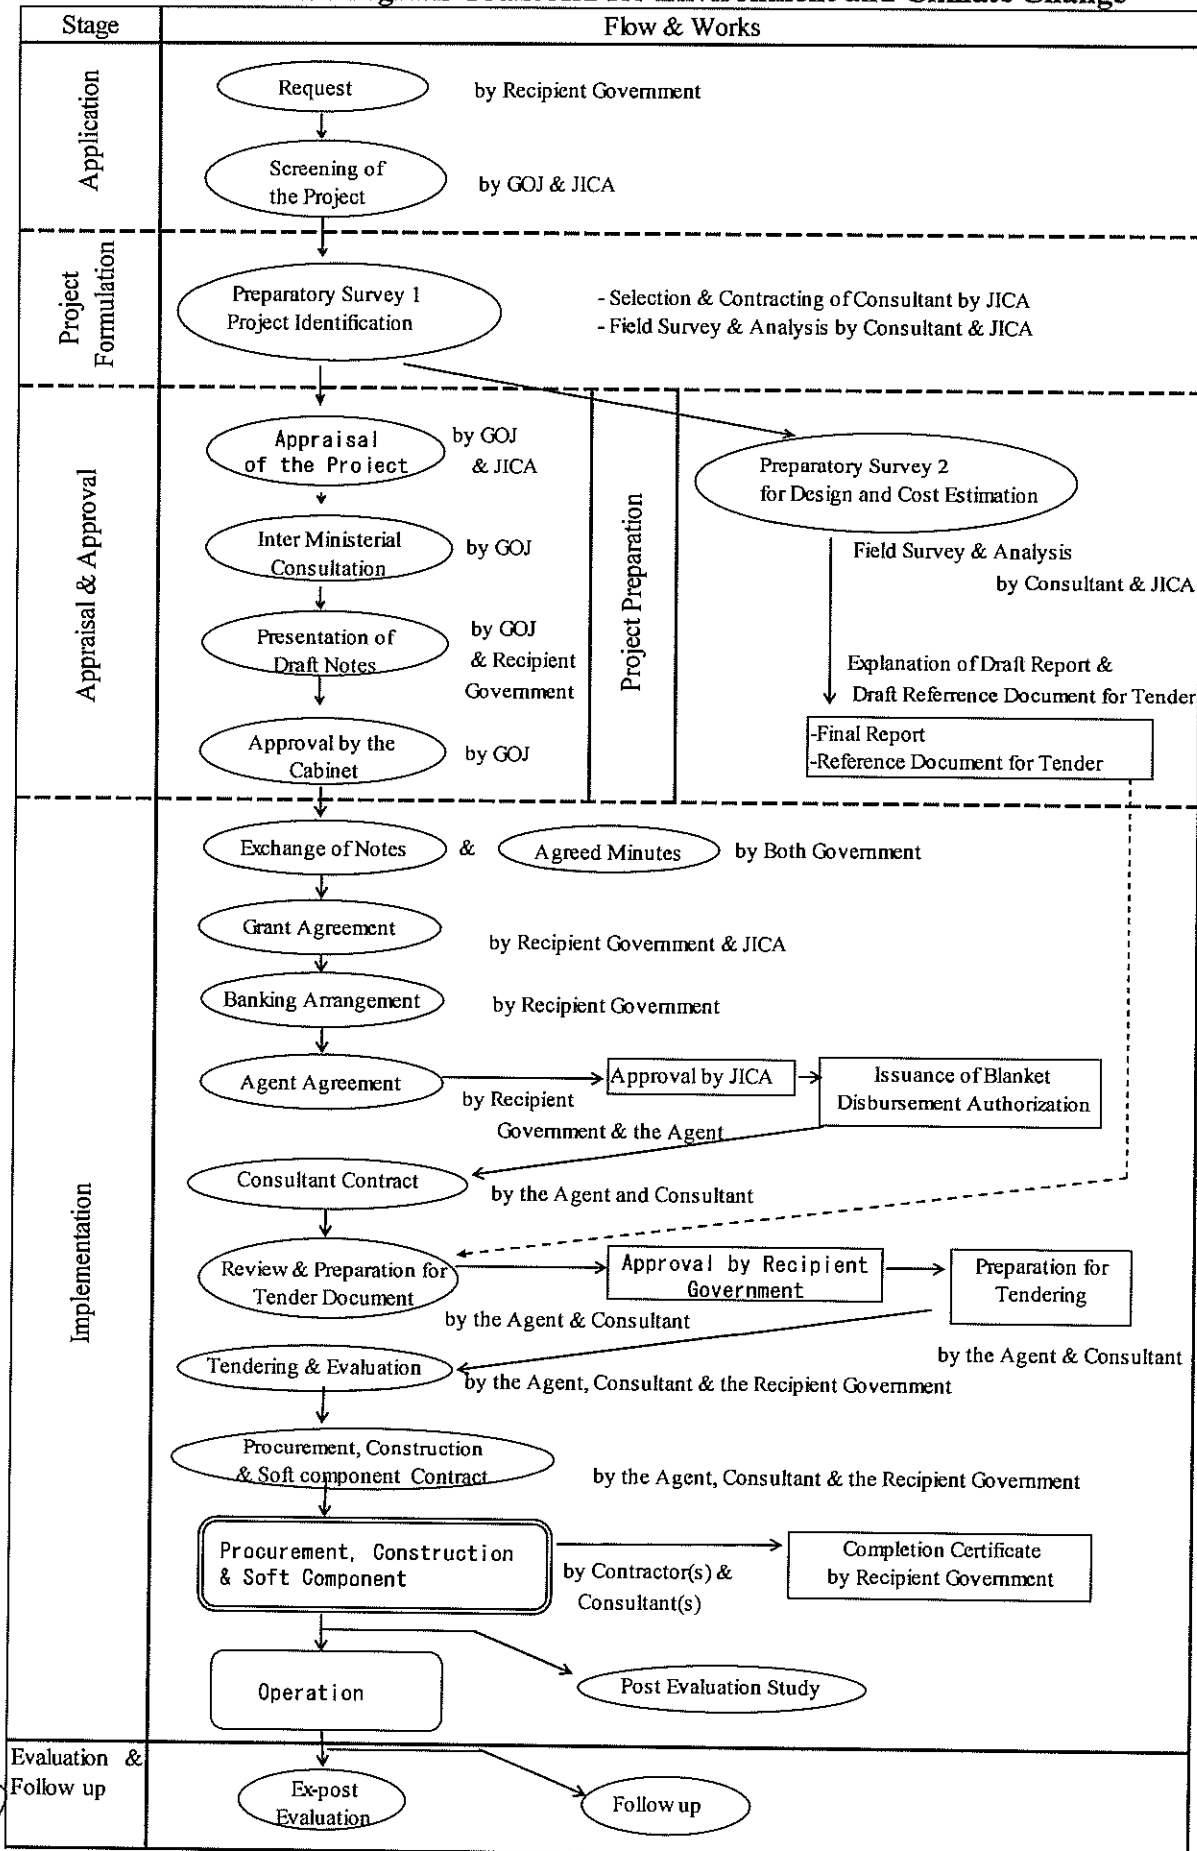 for Environment and Climate Change
Stage
Flow & Works
Application
Request
by Recipient Government
Screening of
the Project
by GOJ & JICA
Project
Formulation
Preparatory Survey 1
Project Identification
- Selection & Contracting of Consultant by JICA
- Field Survey & Analysis by Consultant & JICA
Appraisal & Approval
Appraisal
of the Project
by GOJ
& JICA
Inter Ministerial
Consultation
by GOJ
Presentation of
Draft Notes
by GOJ
& Recipient
Government
Approval by the
Cabinet
by GOJ
Project Preparation
Preparatory Survey 2
for Design and Cost Estimation
Field Survey & Analysis
by Consultant & JICA
Explanation of Draft Report &
Draft Referrence Document for Tender
-Final Report
-Reference Document for Tender
Implementation
Exchange of Notes
&
Agreed Minutes
by Both Government
Grant Agreement
by Recipient Government & JICA
Banking Arrangement
by Recipient Government
Agent Agreement
by Recipient
Government & the Agent
Approval by JICA
Issuance of Blanket
Disbursement Authorization
Consultant Contract
by the Agent and Consultant
Review & Preparation for
Tender Document
by the Agent & Consultant
Approval by Recipient
Government
Preparation for
Tendering
by the Agent & Consultant
Tendering & Evaluation
by the Agent, Consultant & the Recipient Government
Procurement, Construction
& Soft component Contract
by the Agent, Consultant & the Recipient Government
Procurement, Construction
& Soft Component
by Contractor(s) &
Consultant(s)
Completion Certificate
by Recipient Government
Operation
Post Evaluation Study
Evaluation &
Follow up
Ex-post
Evaluation
Follow up